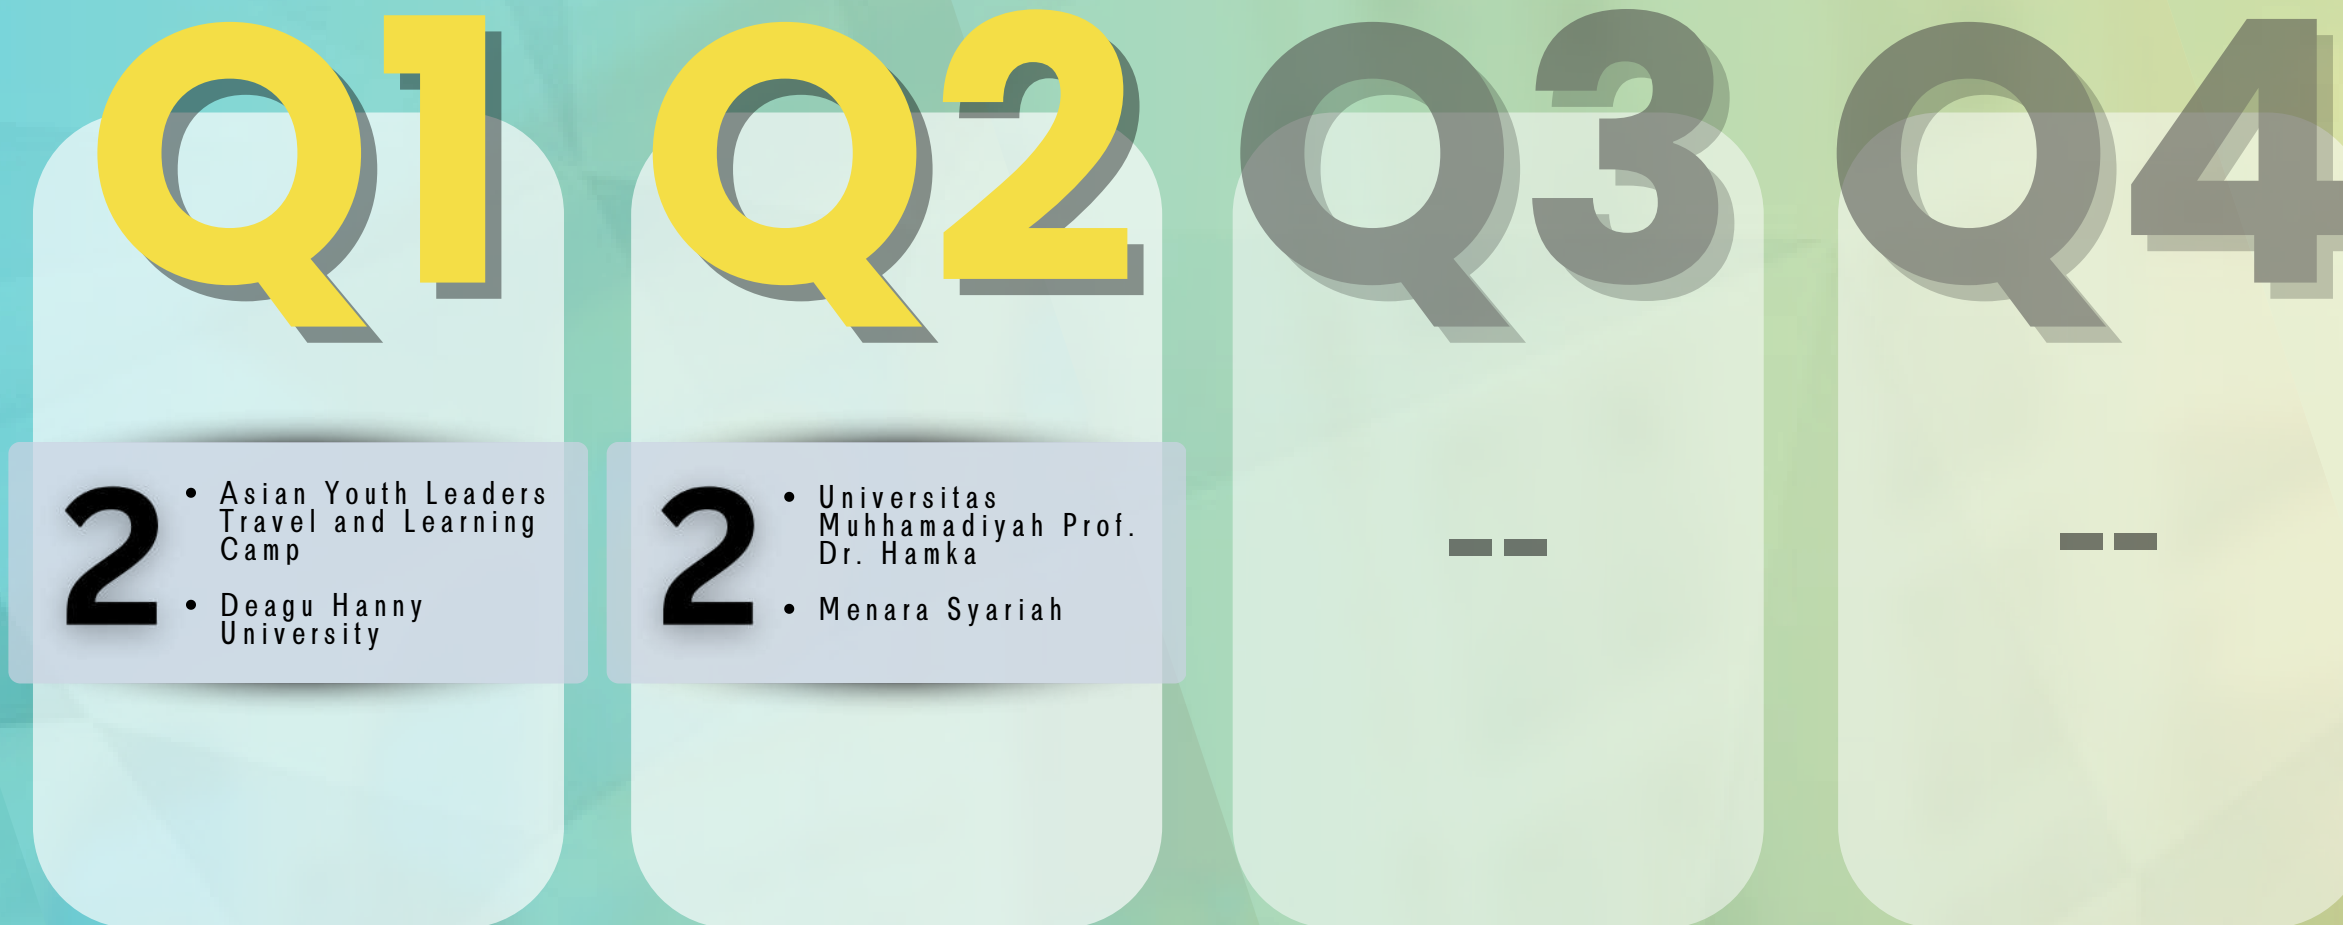 Q1
2
• Asian Youth Leaders
Travel and Learning
Camp
• Deagu Hanny
University
Q2
2
• Universitas
Muhhamadiyah Prof.
Dr. Hamka
• Menara Syariah
Q3
--
Q4
--